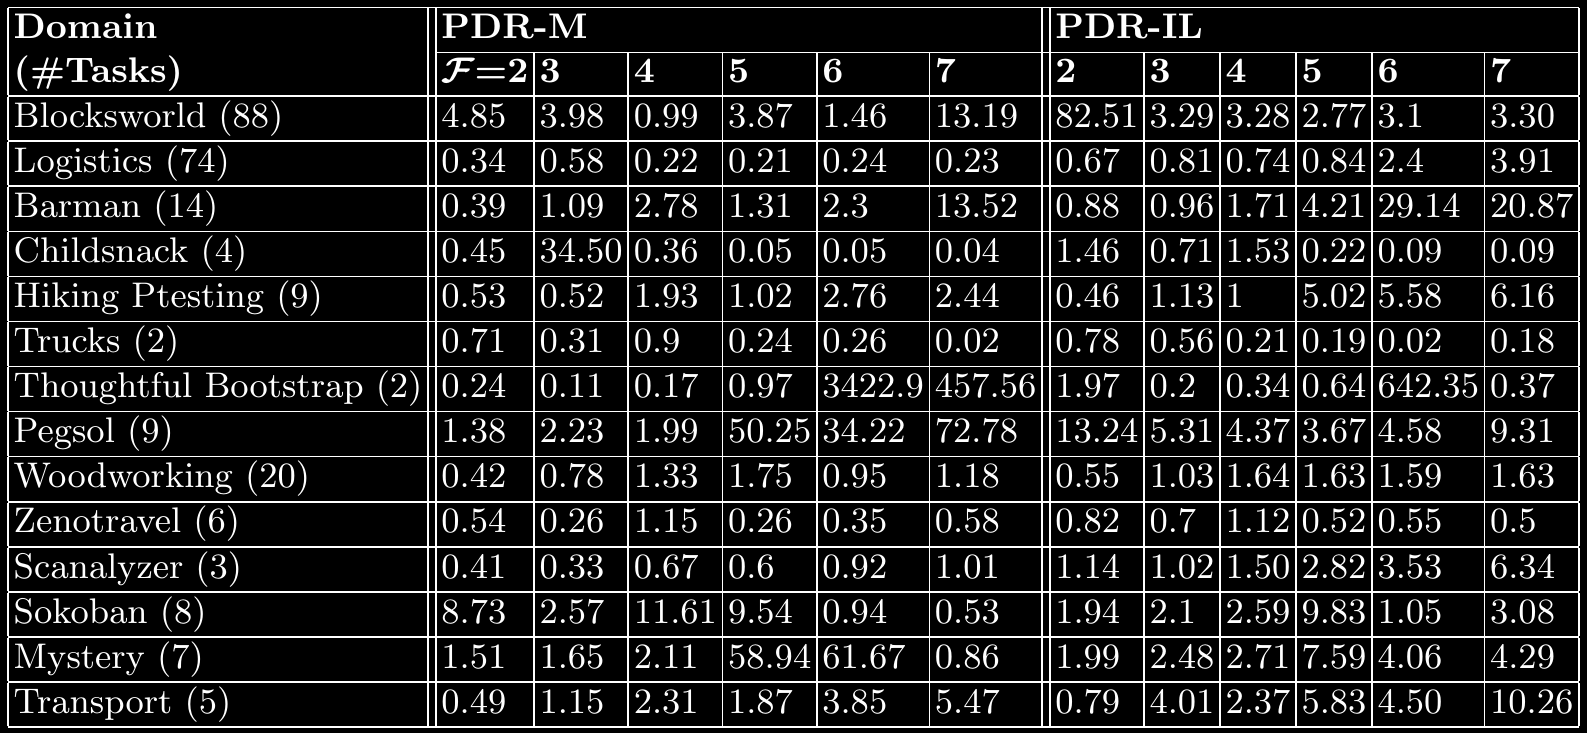 Domain PDR-M PDR-IL
(#Tasks) 𝓕=2 3 4 5 6 7 2 3 4 5 6 7
Blocksworld (88) 4.85 3.98 0.99 3.87 1.46 13.19 82.51 3.29 3.28 2.77 3.1 3.30
Logistics (74) 0.34 0.58 0.22 0.21 0.24 0.23 0.67 0.81 0.74 0.84 2.4 3.91
Barman (14) 0.39 1.09 2.78 1.31 2.3 13.52 0.88 0.96 1.71 4.21 29.14 20.87
Childsnack (4) 0.45 34.50 0.36 0.05 0.05 0.04 1.46 0.71 1.53 0.22 0.09 0.09
Hiking Ptesting (9) 0.53 0.52 1.93 1.02 2.76 2.44 0.46 1.13 1 5.02 5.58 6.16
Trucks (2) 0.71 0.31 0.9 0.24 0.26 0.02 0.78 0.56 0.21 0.19 0.02 0.18
Thoughtful Bootstrap (2) 0.24 0.11 0.17 0.97 3422.9 457.56 1.97 0.2 0.34 0.64 642.35 0.37
Pegsol (9) 1.38 2.23 1.99 50.25 34.22 72.78 13.24 5.31 4.37 3.67 4.58 9.31
Woodworking (20) 0.42 0.78 1.33 1.75 0.95 1.18 0.55 1.03 1.64 1.63 1.59 1.63
Zenotravel (6) 0.54 0.26 1.15 0.26 0.35 0.58 0.82 0.7 1.12 0.52 0.55 0.5
Scanalyzer (3) 0.41 0.33 0.67 0.6 0.92 1.01 1.14 1.02 1.50 2.82 3.53 6.34
Sokoban (8) 8.73 2.57 11.61 9.54 0.94 0.53 1.94 2.1 2.59 9.83 1.05 3.08
Mystery (7) 1.51 1.65 2.11 58.94 61.67 0.86 1.99 2.48 2.71 7.59 4.06 4.29
Transport (5) 0.49 1.15 2.31 1.87 3.85 5.47 0.79 4.01 2.37 5.83 4.50 10.26